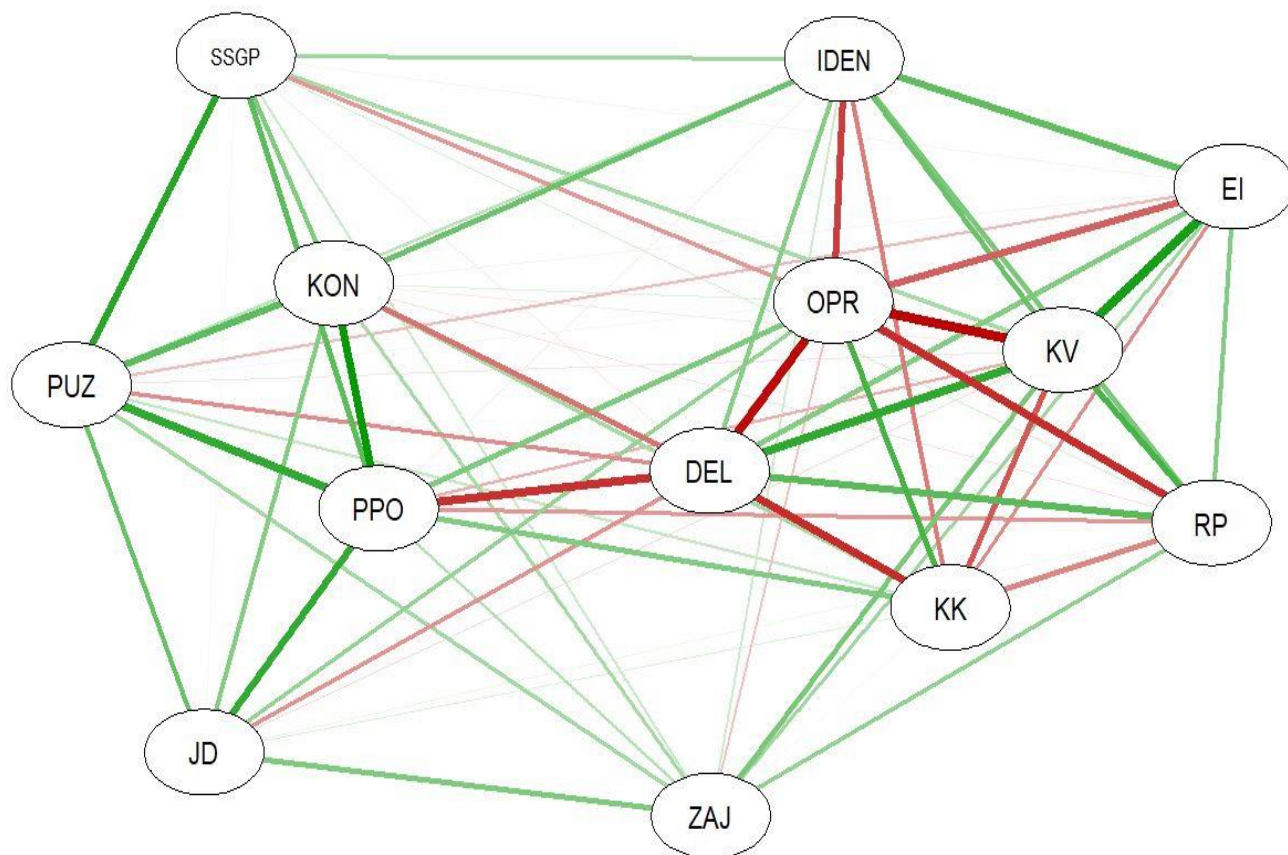 SSGP
IDEN
EI
KON
OPR
KV
PUZ
DEL
PPO
RP
KK
JD
ZAJ